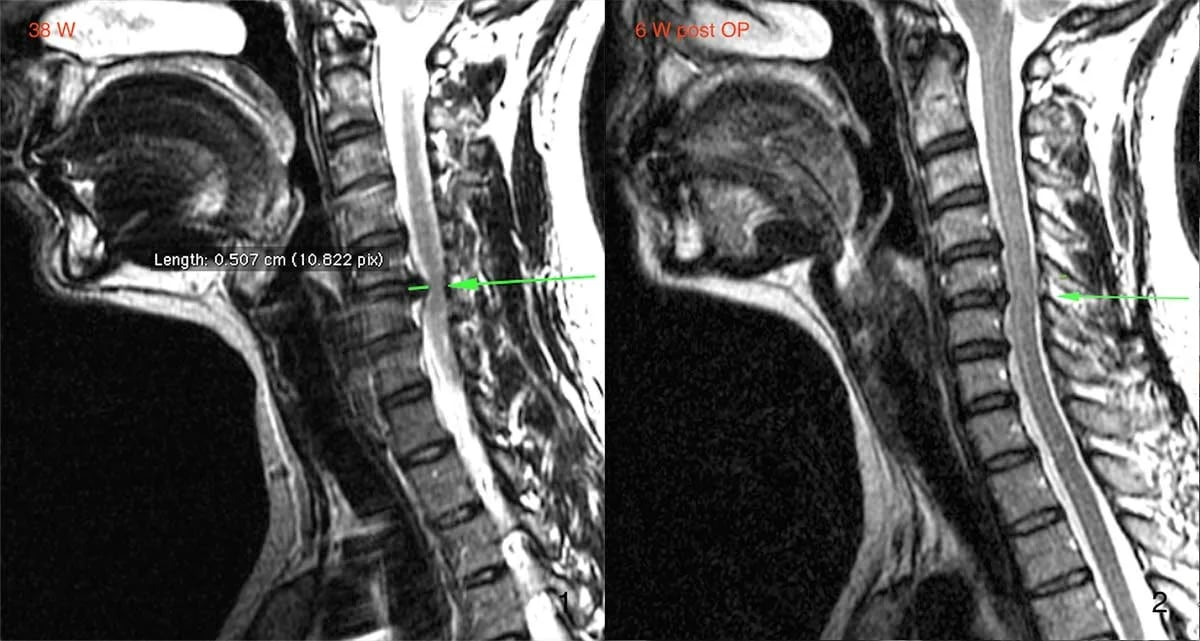 38 W
6 W post OP
Length: 0.507 cm (10.822 pix)
1
2